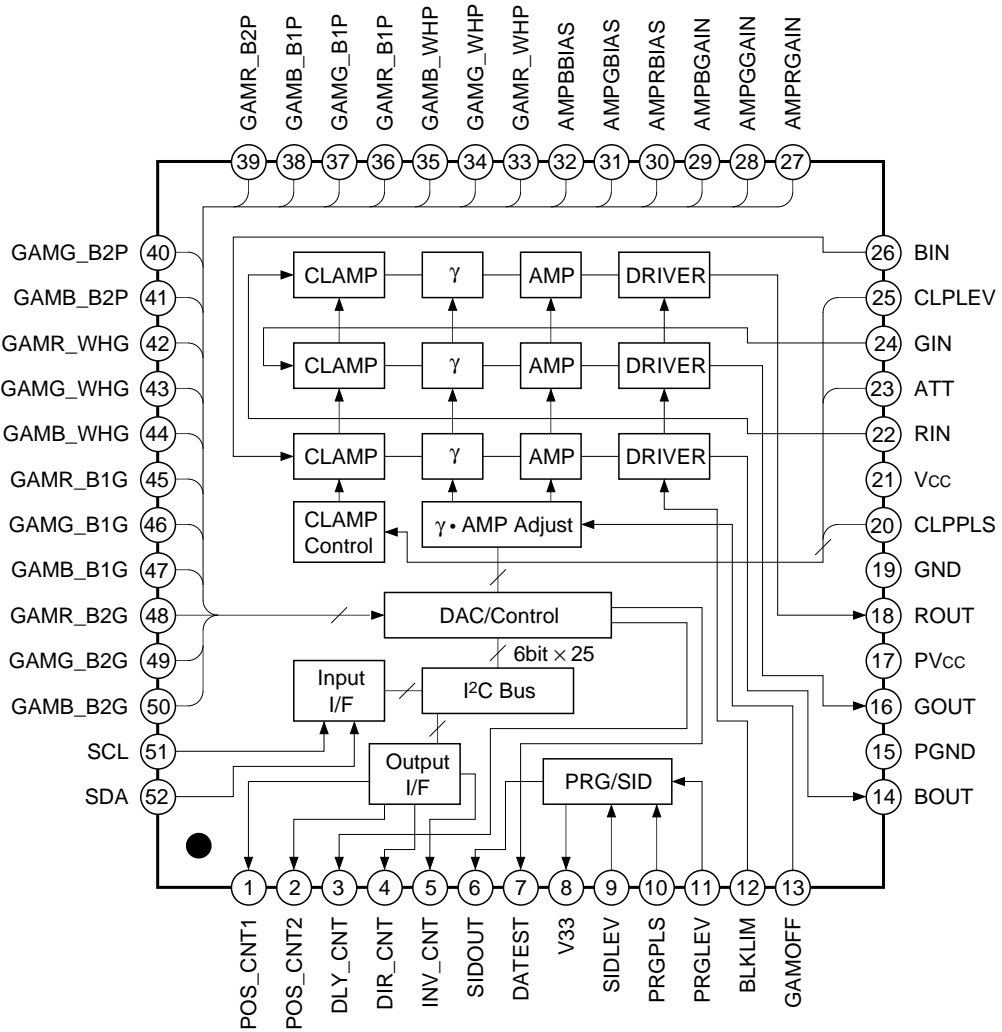 GAMR_B2P
GAMB_B1P
GAMG_B1P
GAMR_B1P
GAMB_WHP
GAMG_WHP
GAMR_WHP
AMPBBIAS
AMPGBIAS
AMPRBIAS
AMPBGAIN
AMPGGAIN
AMPRGAIN
39 38 37 36 35 34 33 32 31 30 29 28 27
GAMG_B2P 40
GAMB_B2P 41
GAMR_WHG 42
GAMG_WHG 43
GAMB_WHG 44
GAMR_B1G 45
GAMG_B1G 46
GAMB_B1G 47
GAMR_B2G 48
GAMG_B2G 49
GAMB_B2G 50
SCL 51
SDA 52
CLAMP γ AMP DRIVER
CLAMP γ AMP DRIVER
CLAMP γ AMP DRIVER
CLAMP
Control
γ • AMP Adjust
DAC/Control
6bit × 25
Input
I/F
I²C Bus
Output
I/F
PRG/SID
26 BIN
25 CLPLEV
24 GIN
23 ATT
22 RIN
21 VCC
20 CLPPLS
19 GND
18 ROUT
17 PVCC
16 GOUT
15 PGND
14 BOUT
1 2 3 4 5 6 7 8 9 10 11 12 13
POS_CNT1
POS_CNT2
DLY_CNT
DIR_CNT
INV_CNT
SIDOUT
DATEST
V33
SIDLEV
PRGPLS
PRGLEV
BLKLIM
GAMOFF